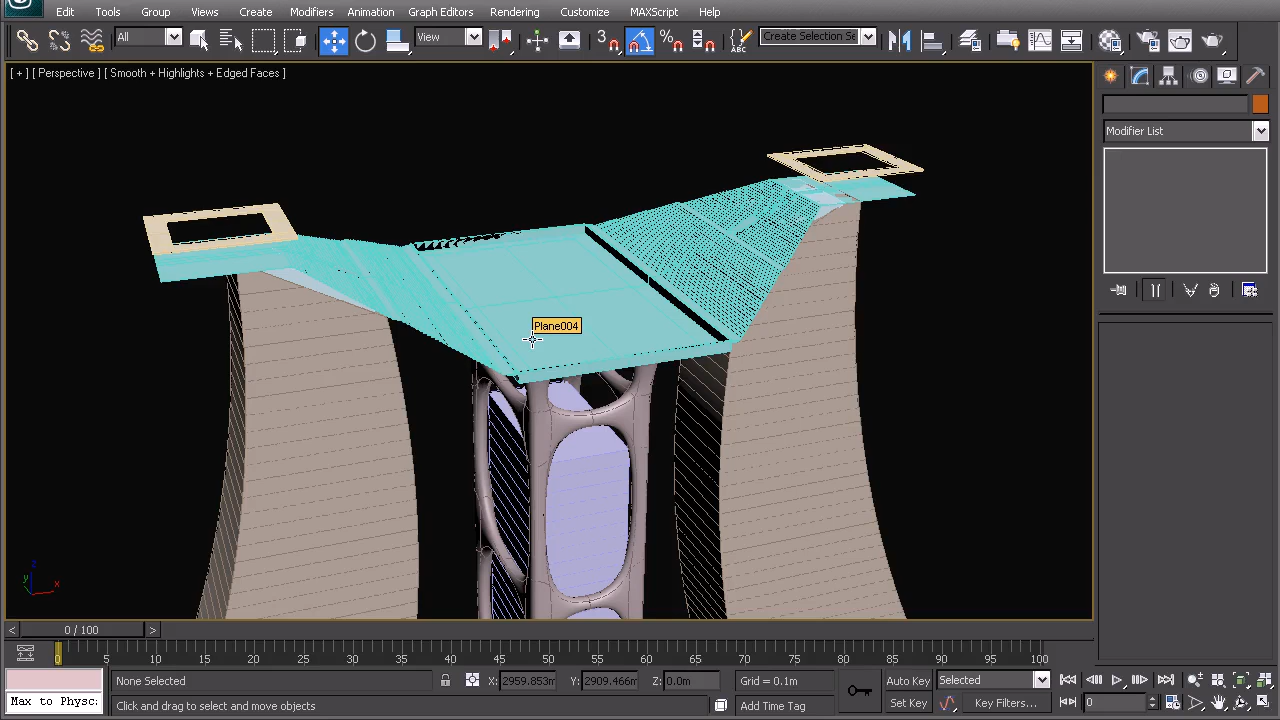 Edit Tools Group Views Create Modifiers Animation Graph Editors Rendering Customize MAXScript Help
All View 3 ABC Create Selection Se
[ + ] [ Perspective ] [ Smooth + Highlights + Edged Faces ]
Modifier List
Plane004
z
y
x
< 0 / 100 >
0 5 10 15 20 25 30 35 40 45 50 55 60 65 70 75 80 85 90 95 100
None Selected X: 2959.853m Y: 2909.466m Z: 0.0m Grid = 0.1m Auto Key Selected
Max to Physc: Click and drag to select and move objects Add Time Tag Set Key Key Filters... 0